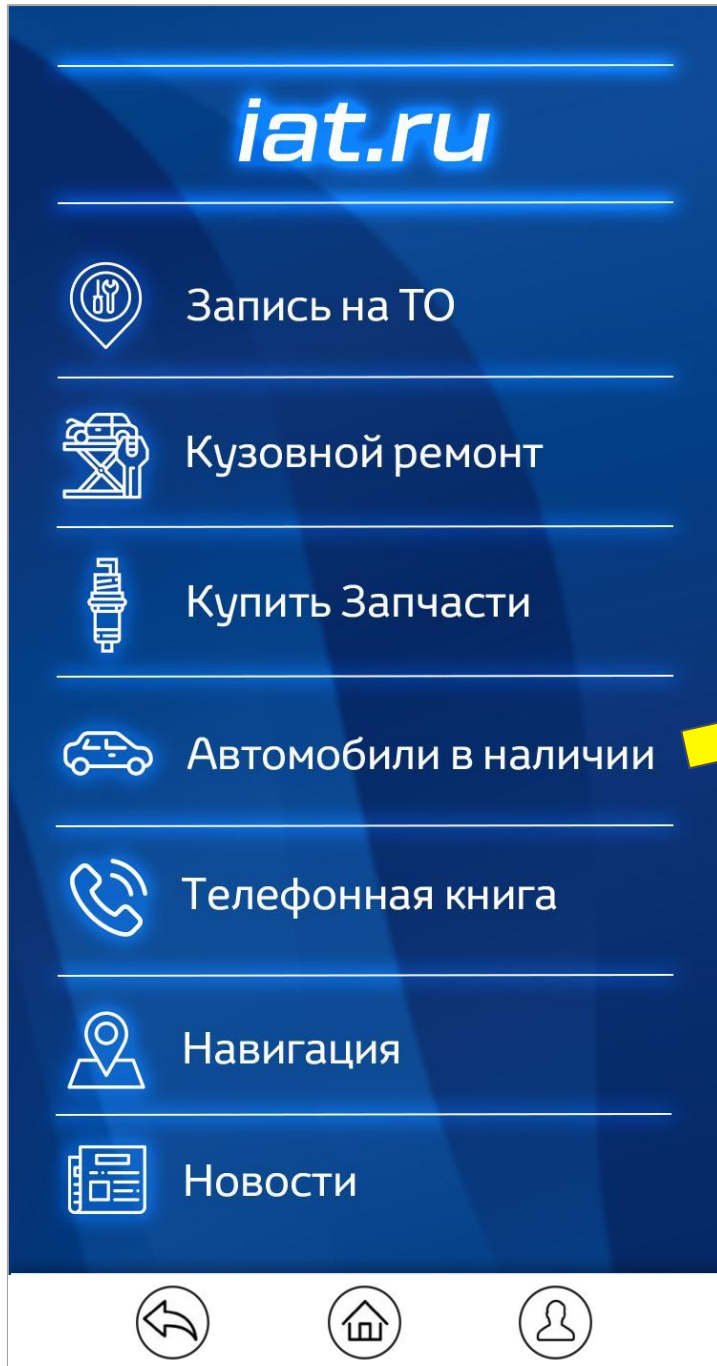 iat.ru
Запись на ТО
Кузовной ремонт
Купить Запчасти
Автомобили в наличии
Телефонная книга
Навигация
Новости